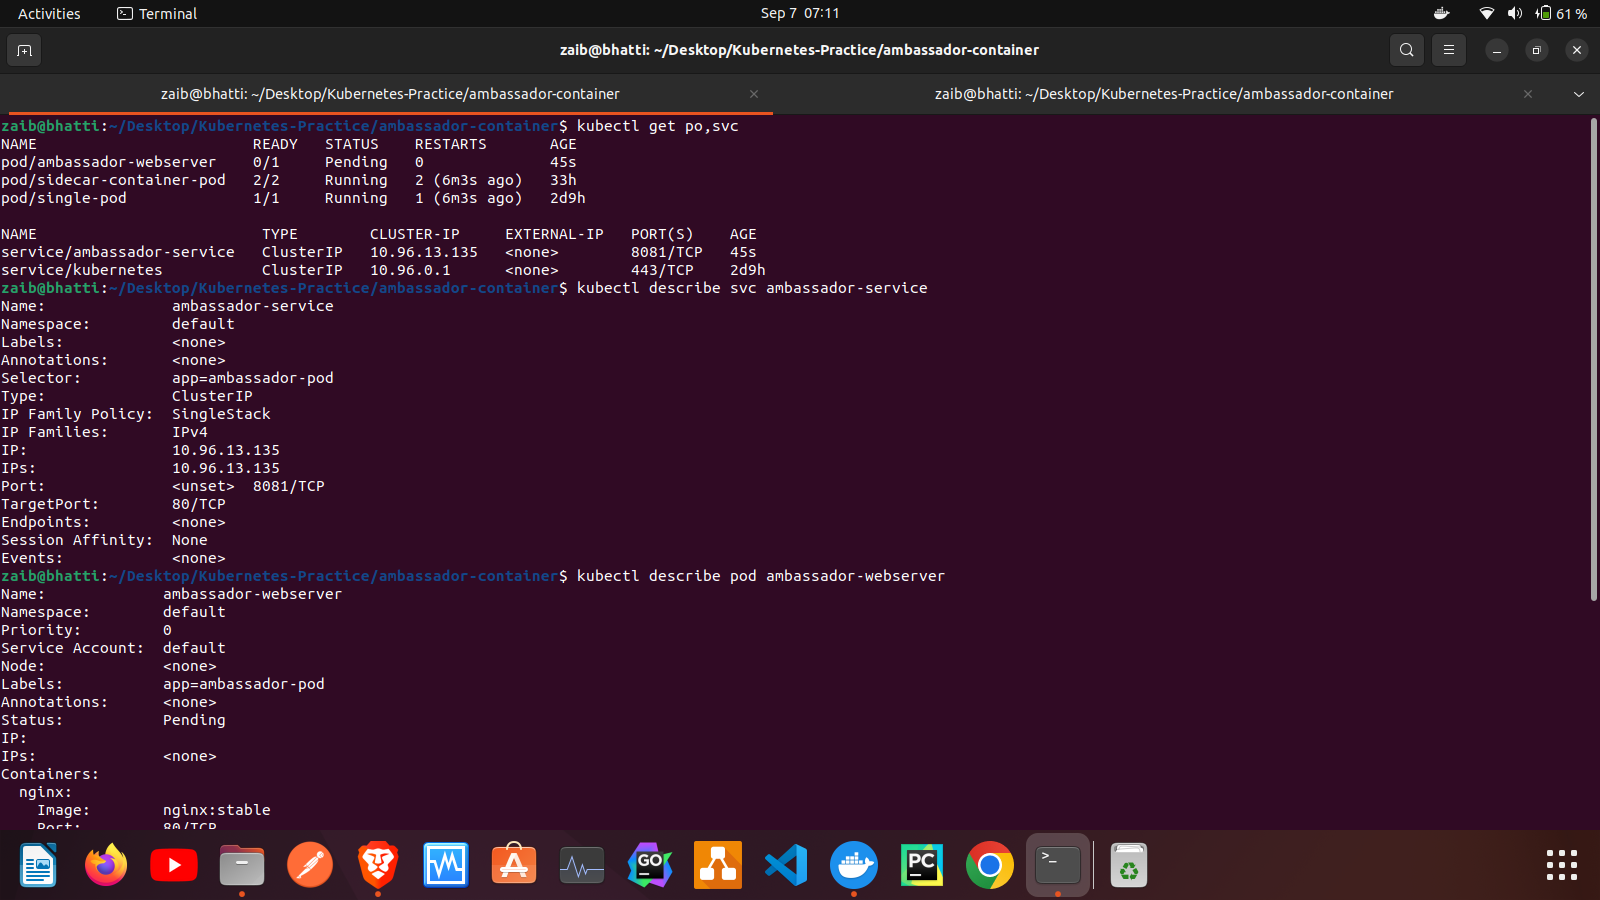 Activities Terminal Sep 7 07:11 61 %
zaib@bhatti: ~/Desktop/Kubernetes-Practice/ambassador-container
zaib@bhatti: ~/Desktop/Kubernetes-Practice/ambassador-container zaib@bhatti: ~/Desktop/Kubernetes-Practice/ambassador-container
zaib@bhatti:~/Desktop/Kubernetes-Practice/ambassador-container$ kubectl get po,svc
NAME READY STATUS RESTARTS AGE
pod/ambassador-webserver 0/1 Pending 0 45s
pod/sidecar-container-pod 2/2 Running 2 (6m3s ago) 33h
pod/single-pod 1/1 Running 1 (6m3s ago) 2d9h
NAME TYPE CLUSTER-IP EXTERNAL-IP PORT(S) AGE
service/ambassador-service ClusterIP 10.96.13.135 <none> 8081/TCP 45s
service/kubernetes ClusterIP 10.96.0.1 <none> 443/TCP 2d9h
zaib@bhatti:~/Desktop/Kubernetes-Practice/ambassador-container$ kubectl describe svc ambassador-service
Name: ambassador-service
Namespace: default
Labels: <none>
Annotations: <none>
Selector: app=ambassador-pod
Type: ClusterIP
IP Family Policy: SingleStack
IP Families: IPv4
IP: 10.96.13.135
IPs: 10.96.13.135
Port: <unset> 8081/TCP
TargetPort: 80/TCP
Endpoints: <none>
Session Affinity: None
Events: <none>
zaib@bhatti:~/Desktop/Kubernetes-Practice/ambassador-container$ kubectl describe pod ambassador-webserver
Name: ambassador-webserver
Namespace: default
Priority: 0
Service Account: default
Node: <none>
Labels: app=ambassador-pod
Annotations: <none>
Status: Pending
IP:
IPs: <none>
Containers:
nginx:
Image: nginx:stable
Port: 80/TCP
GO PC